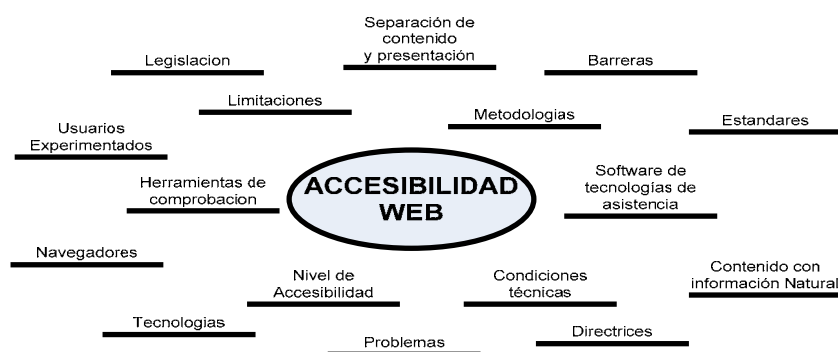 Separación de
contenido
y presentación
Legislacion
Barreras
Limitaciones
Metodologias
Estandares
Usuarios
Experimentados
Herramientas de
comprobacion
ACCESIBILIDAD
WEB
Software de
tecnologías de
asistencia
Navegadores
Nivel de
Accesibilidad
Condiciones
técnicas
Contenido con
información Natural
Tecnologias
Problemas
Directrices